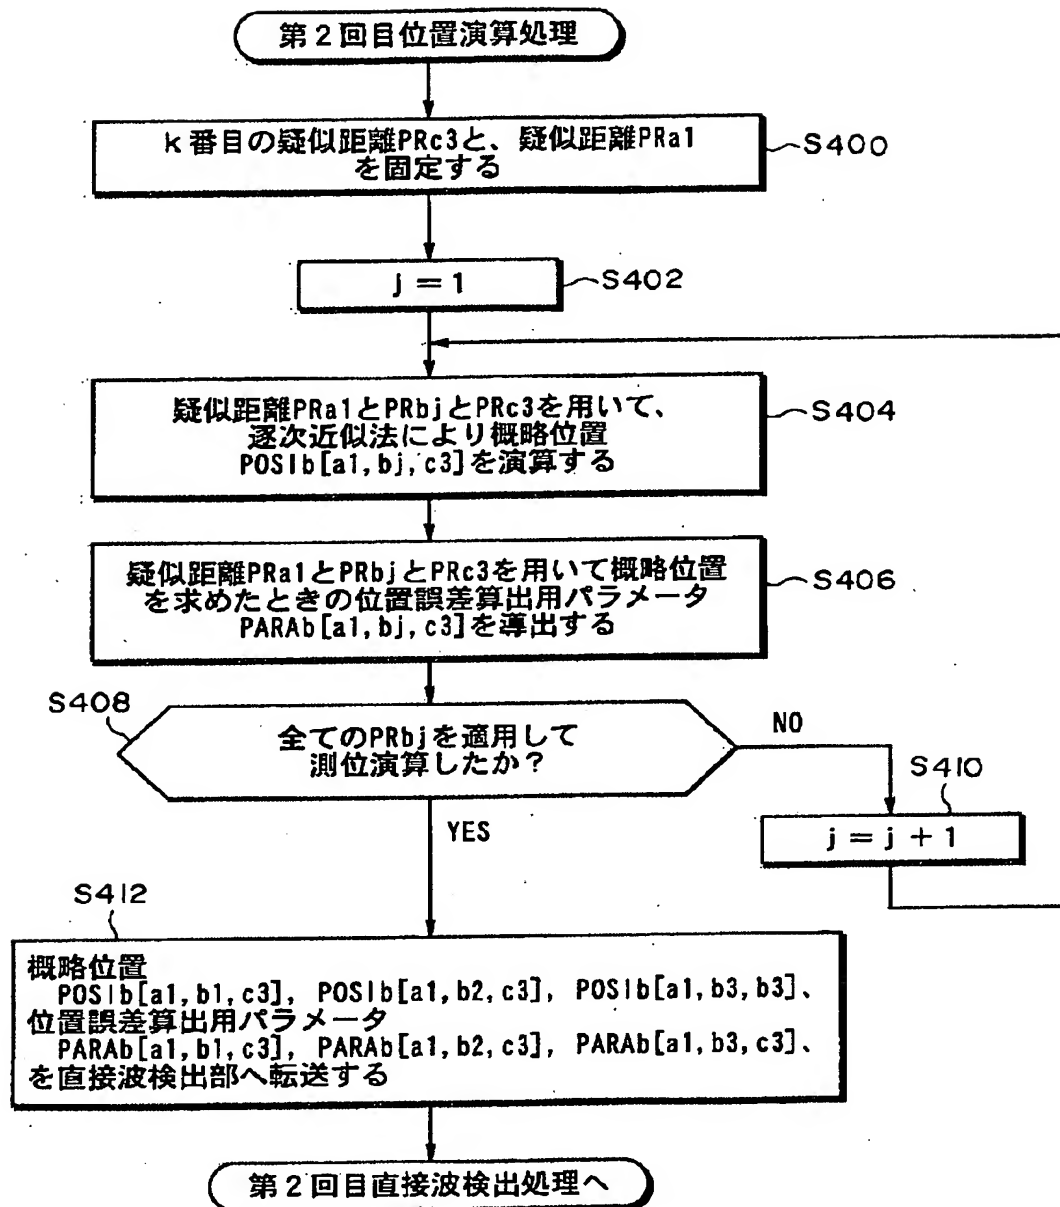 第2回目位置演算処理
k番目の疑似距離PRc3と、疑似距離PRa1
を固定する
S400
j=1
S402
疑似距離PRa1とPRbjとPRc3を用いて、
逐次近似法により概略位置
POSIb[a1,bj,c3]を演算する
S404
疑似距離PRa1とPRbjとPRc3を用いて概略位置
を求めたときの位置誤差算出用パラメータ
PARAb[a1,bj,c3]を導出する
S406
S408
全てのPRbjを適用して
測位演算したか?
NO
S410
j=j+1
YES
S412
概略位置
POSIb[a1,b1,c3], POSIb[a1,b2,c3], POSIb[a1,b3,b3]、
位置誤差算出用パラメータ
PARAb[a1,b1,c3], PARAb[a1,b2,c3], PARAb[a1,b3,c3]、
を直接波検出部へ転送する
第2回目直接波検出処理へ